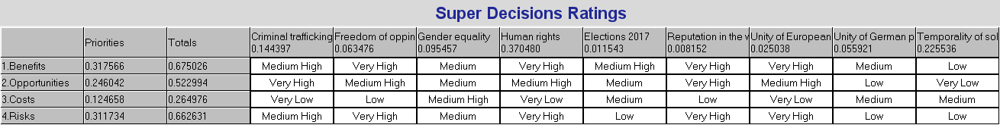 Super Decisions Ratings
Priorities Totals Criminal trafficking Freedom of oppin Gender equality Human rights Elections 2017 Reputation in the w Unity of European Unity of German p Temporality of sol
0.144397 0.063476 0.095457 0.370480 0.011543 0.008152 0.025038 0.055921 0.225536
1.Benefits 0.317566 0.675026 Medium High Very High Medium Very High Medium High Very High Very High Medium Low
2.Opportunities 0.246042 0.522994 Very High Medium High Medium Medium High Medium Very High Medium High Low Very Low
3.Costs 0.124658 0.264976 Very Low Low Medium High Very Low Medium Low Very Low Medium Medium
4.Risks 0.311734 0.662631 Medium High Very High Medium Very High Low Very High Very High Low Low